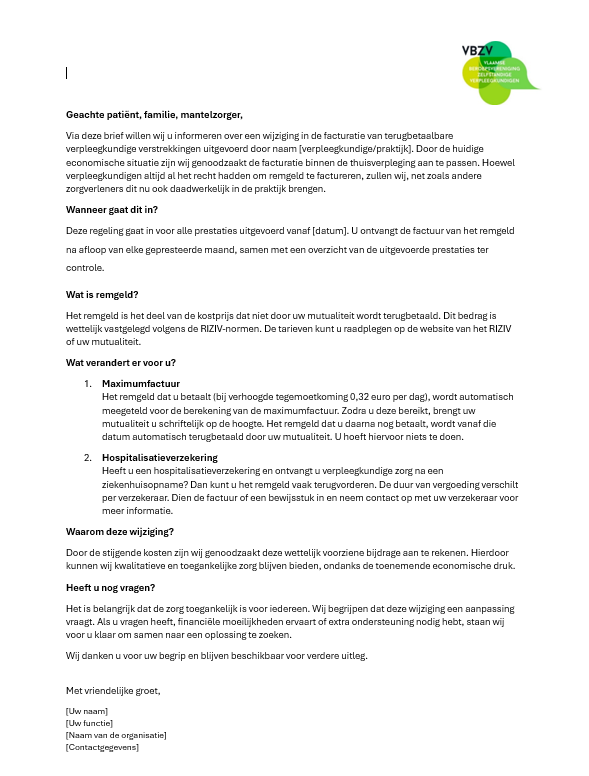 VBZV
VLAAMSE
BEROEPSVERENIGING
ZELFSTANDIGE
VERPLEEGKUNDIGEN
Geachte patiënt, familie, mantelzorger,
Via deze brief willen wij u informeren over een wijziging in de facturatie van terugbetaalbare
verpleegkundige verstrekkingen uitgevoerd door naam [verpleegkundige/praktijk]. Door de huidige
economische situatie zijn wij genoodzaakt de facturatie binnen de thuisverpleging aan te passen. Hoewel
verpleegkundigen altijd al het recht hadden om remgeld te factureren, zullen wij, net zoals andere
zorgverleners dit nu ook daadwerkelijk in de praktijk brengen.
Wanneer gaat dit in?
Deze regeling gaat in voor alle prestaties uitgevoerd vanaf [datum]. U ontvangt de factuur van het remgeld
na afloop van elke gepresteerde maand, samen met een overzicht van de uitgevoerde prestaties ter
controle.
Wat is remgeld?
Het remgeld is het deel van de kostprijs dat niet door uw mutualiteit wordt terugbetaald. Dit bedrag is
wettelijk vastgelegd volgens de RIZIV-normen. De tarieven kunt u raadplegen op de website van het RIZIV
of uw mutualiteit.
Wat verandert er voor u?
1. Maximumfactuur
Het remgeld dat u betaalt (bij verhoogde tegemoetkoming 0,32 euro per dag), wordt automatisch
meegeteld voor de berekening van de maximumfactuur. Zodra u deze bereikt, brengt uw
mutualiteit u schriftelijk op de hoogte. Het remgeld dat u daarna nog betaalt, wordt vanaf die
datum automatisch terugbetaald door uw mutualiteit. U hoeft hiervoor niets te doen.
2. Hospitalisatieverzekering
Heeft u een hospitalisatieverzekering en ontvangt u verpleegkundige zorg na een
ziekenhuisopname? Dan kunt u het remgeld vaak terugvorderen. De duur van vergoeding verschilt
per verzekeraar. Dien de factuur of een bewijsstuk in en neem contact op met uw verzekeraar voor
meer informatie.
Waarom deze wijziging?
Door de stijgende kosten zijn wij genoodzaakt deze wettelijk voorziene bijdrage aan te rekenen. Hierdoor
kunnen wij kwalitatieve en toegankelijke zorg blijven bieden, ondanks de toenemende economische druk.
Heeft u nog vragen?
Het is belangrijk dat de zorg toegankelijk is voor iedereen. Wij begrijpen dat deze wijziging een aanpassing
vraagt. Als u vragen heeft, financiële moeilijkheden ervaart of extra ondersteuning nodig hebt, staan wij
voor u klaar om samen naar een oplossing te zoeken.
Wij danken u voor uw begrip en blijven beschikbaar voor verdere uitleg.
Met vriendelijke groet,
[Uw naam]
[Uw functie]
[Naam van de organisatie]
[Contactgegevens]